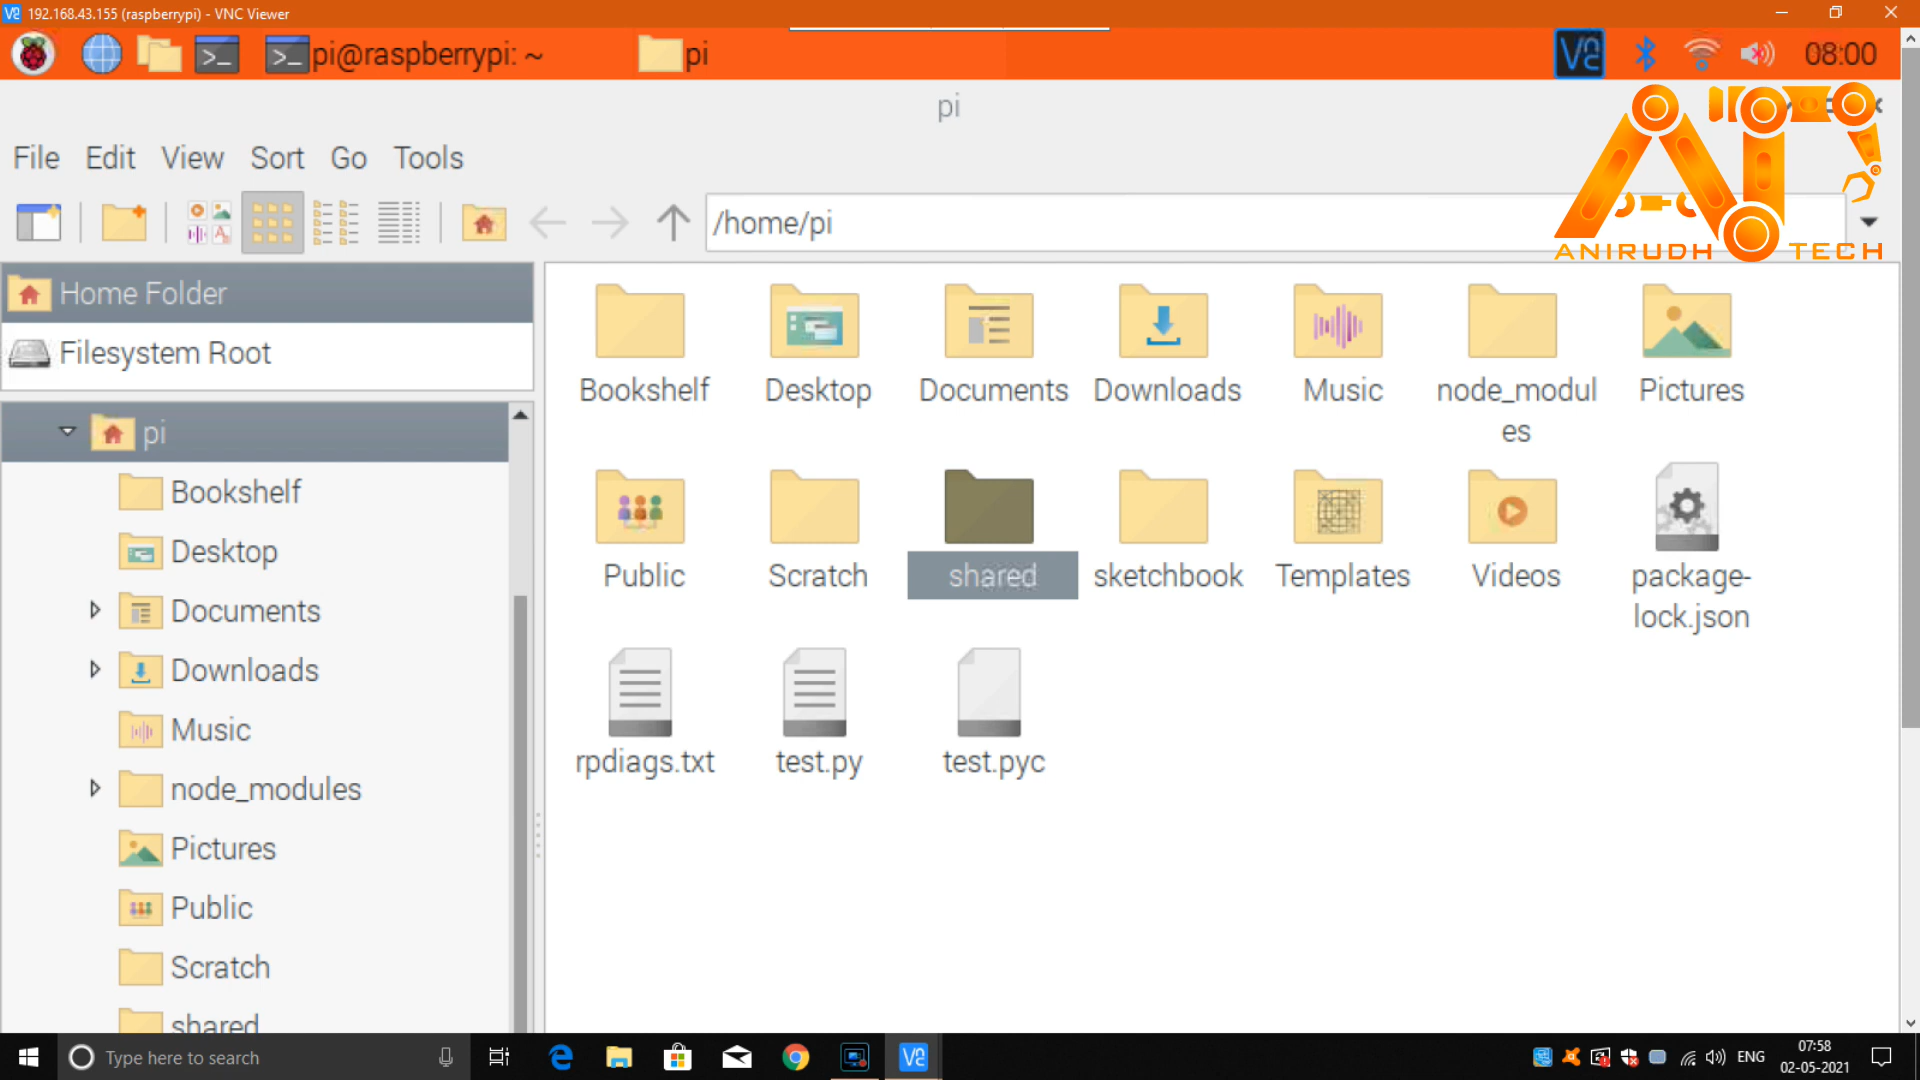 192.168.43.155 (raspberrypi) - VNC Viewer
pi@raspberrypi: ~
pi
08:00
pi
ANIRUDH TECH
File Edit View Sort Go Tools
/home/pi
Home Folder
Filesystem Root
pi
Bookshelf
Desktop
Documents
Downloads
Music
node_modules
Pictures
Public
Scratch
shared
Bookshelf Desktop Documents Downloads Music node_modul Pictures
es
Public Scratch shared sketchbook Templates Videos package-
lock.json
rpdiags.txt test.py test.pyc
Type here to search
ENG
07:58
02-05-2021